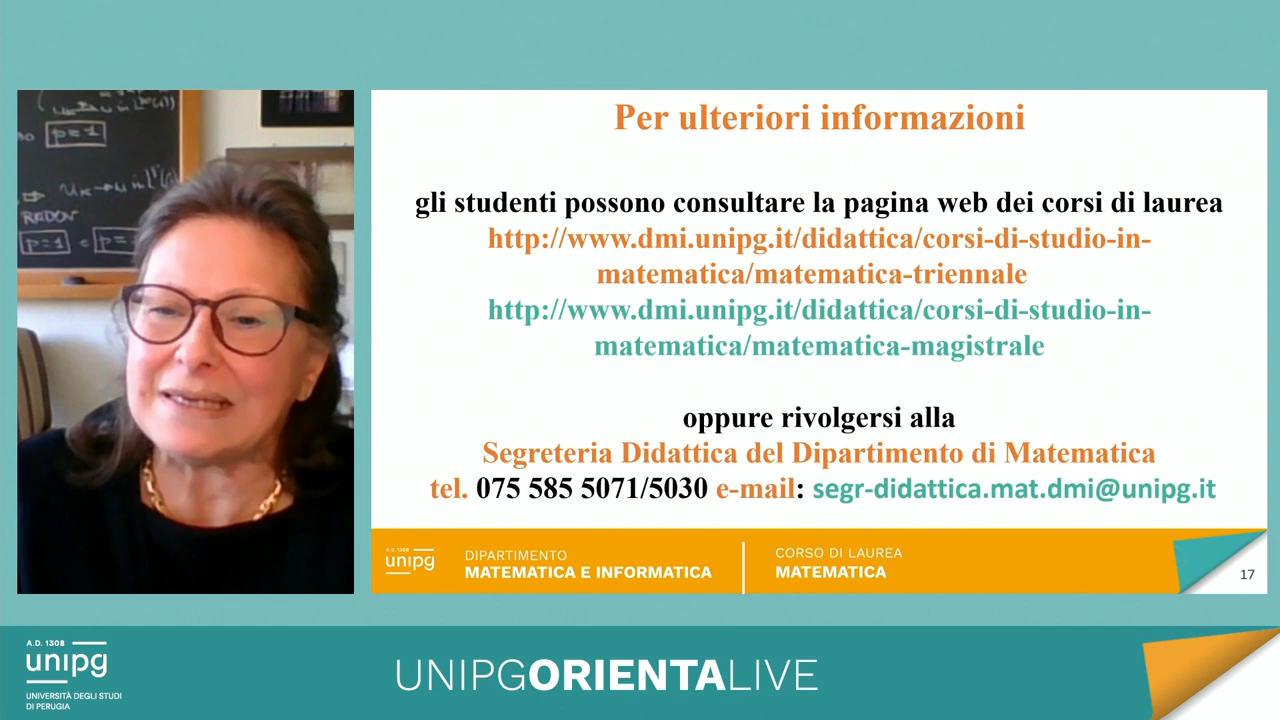 p=1
RADON
p=1
e
Per ulteriori informazioni
gli studenti possono consultare la pagina web dei corsi di laurea
http://www.dmi.unipg.it/didattica/corsi-di-studio-in-
matematica/matematica-triennale
http://www.dmi.unipg.it/didattica/corsi-di-studio-in-
matematica/matematica-magistrale
oppure rivolgersi alla
Segreteria Didattica del Dipartimento di Matematica
tel. 075 585 5071/5030 e-mail: segr-didattica.mat.dmi@unipg.it
A.D. 1308
unipg
DIPARTIMENTO
MATEMATICA E INFORMATICA
CORSO DI LAUREA
MATEMATICA
17
A.D. 1308
unipg
UNIVERSITÀ DEGLI STUDI
DI PERUGIA
UNIPGORIENTALIVE